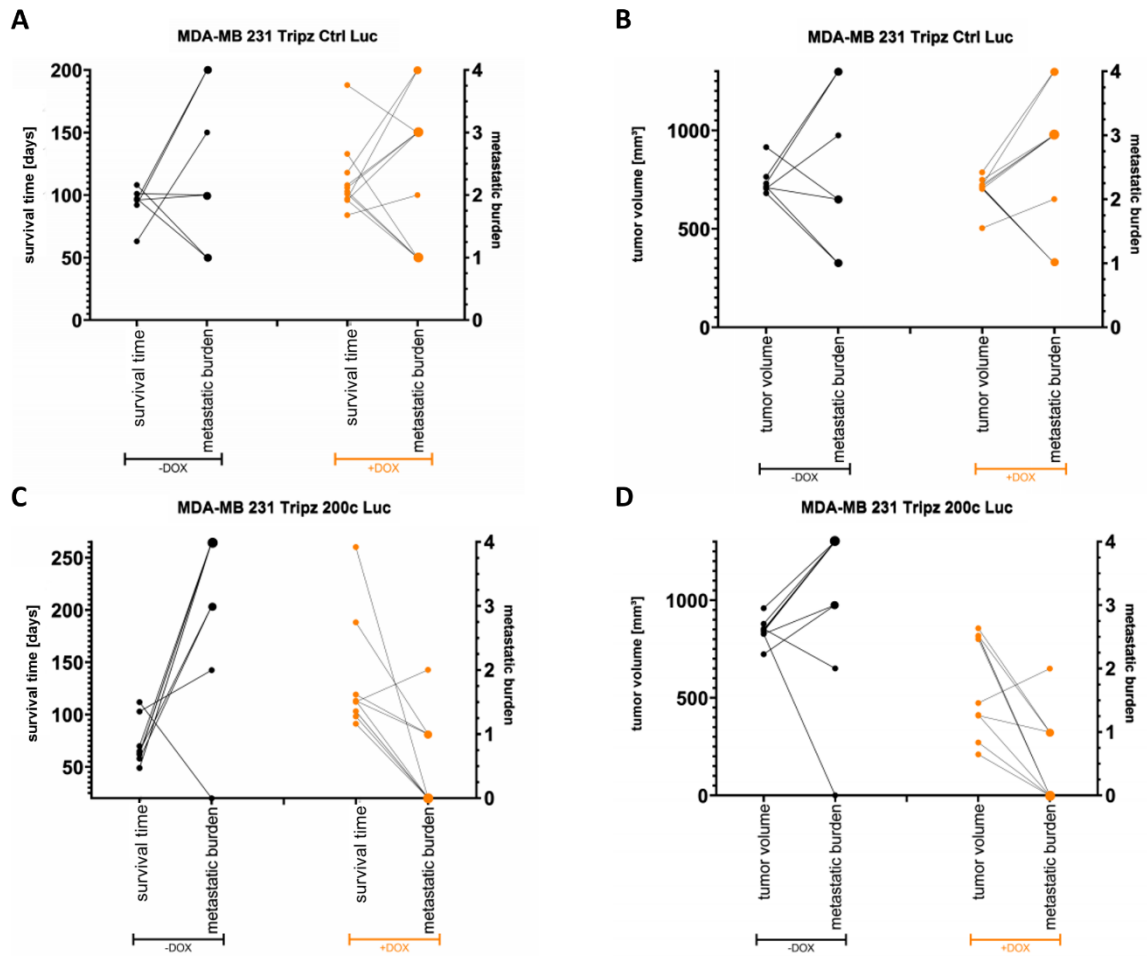 A
MDA-MB 231 Tripz Ctrl Luc
survival time [days]
200
150
100
50
0
4
3
2
1
0
metastatic burden
survival time
metastatic burden
survival time
metastatic burden
-DOX
+DOX
B
MDA-MB 231 Tripz Ctrl Luc
tumor volume [mm³]
1000
500
0
4
3
2
1
0
metastatic burden
tumor volume
metastatic burden
tumor volume
metastatic burden
-DOX
+DOX
C
MDA-MB 231 Tripz 200c Luc
survival time [days]
250
200
150
100
50
4
3
2
1
0
metastatic burden
survival time
metastatic burden
survival time
metastatic burden
-DOX
+DOX
D
MDA-MB 231 Tripz 200c Luc
tumor volume [mm³]
1000
500
0
4
3
2
1
0
metastatic burden
tumor volume
metastatic burden
tumor volume
metastatic burden
-DOX
+DOX